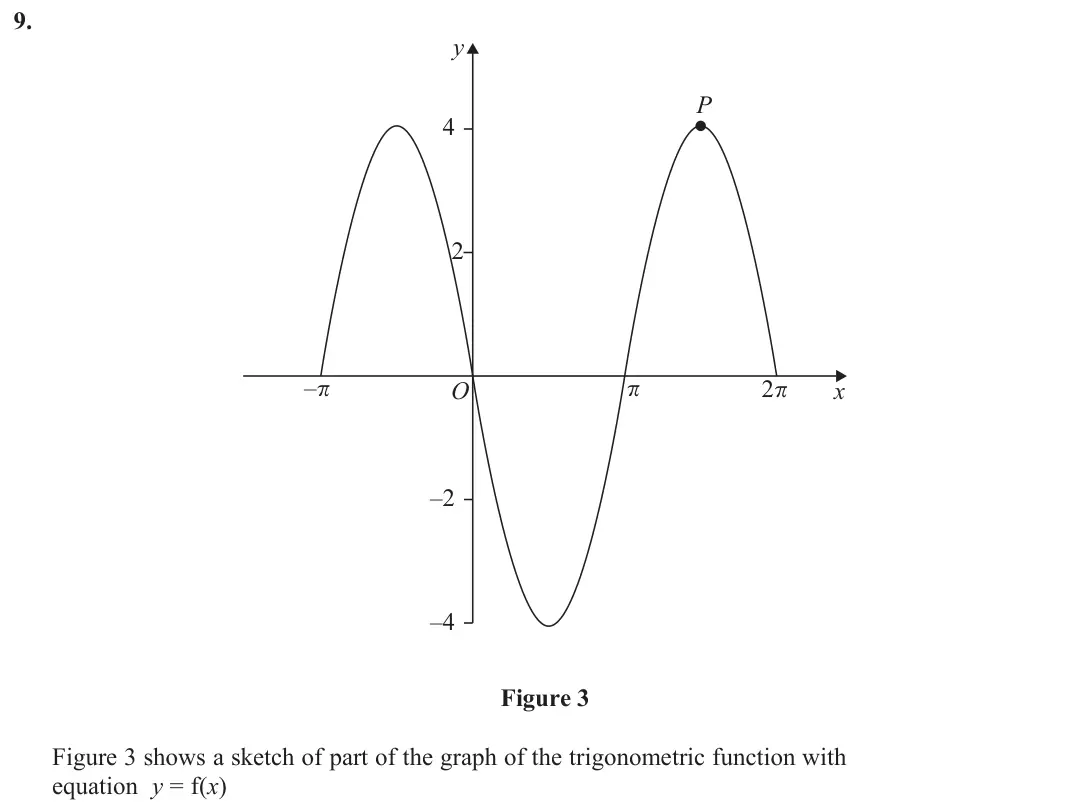 9.
y
P
4
2
–π
O
π
2π
x
–2
–4
Figure 3
Figure 3 shows a sketch of part of the graph of the trigonometric function with
equation y = f(x)